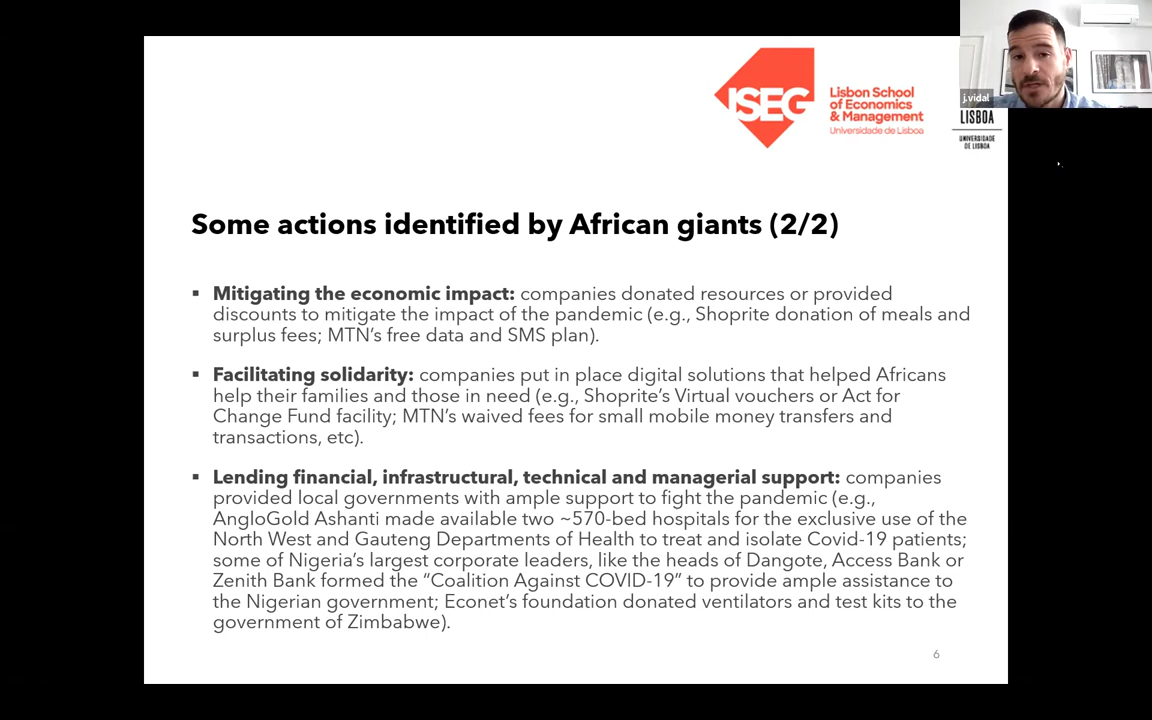 ISEG
Lisbon School
of Economics
& Management
Universidade de Lisboa
j.vidal
LISBOA
UNIVERSIDADE
DE LISBOA
Some actions identified by African giants (2/2)
▪ Mitigating the economic impact: companies donated resources or provided
discounts to mitigate the impact of the pandemic (e.g., Shoprite donation of meals and
surplus fees; MTN’s free data and SMS plan).
▪ Facilitating solidarity: companies put in place digital solutions that helped Africans
help their families and those in need (e.g., Shoprite’s Virtual vouchers or Act for
Change Fund facility; MTN’s waived fees for small mobile money transfers and
transactions, etc).
▪ Lending financial, infrastructural, technical and managerial support: companies
provided local governments with ample support to fight the pandemic (e.g.,
AngloGold Ashanti made available two ~570-bed hospitals for the exclusive use of the
North West and Gauteng Departments of Health to treat and isolate Covid-19 patients;
some of Nigeria’s largest corporate leaders, like the heads of Dangote, Access Bank or
Zenith Bank formed the “Coalition Against COVID-19” to provide ample assistance to
the Nigerian government; Econet’s foundation donated ventilators and test kits to the
government of Zimbabwe).
6